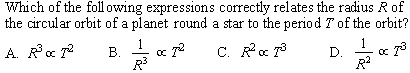 Which of the following expressions correctly relates the radius R of
the circular orbit of a planet round a star to the period T of the orbit?
A. R³ ∝ T² B. 1/R³ ∝ T² C. R² ∝ T³ D. 1/R² ∝ T³